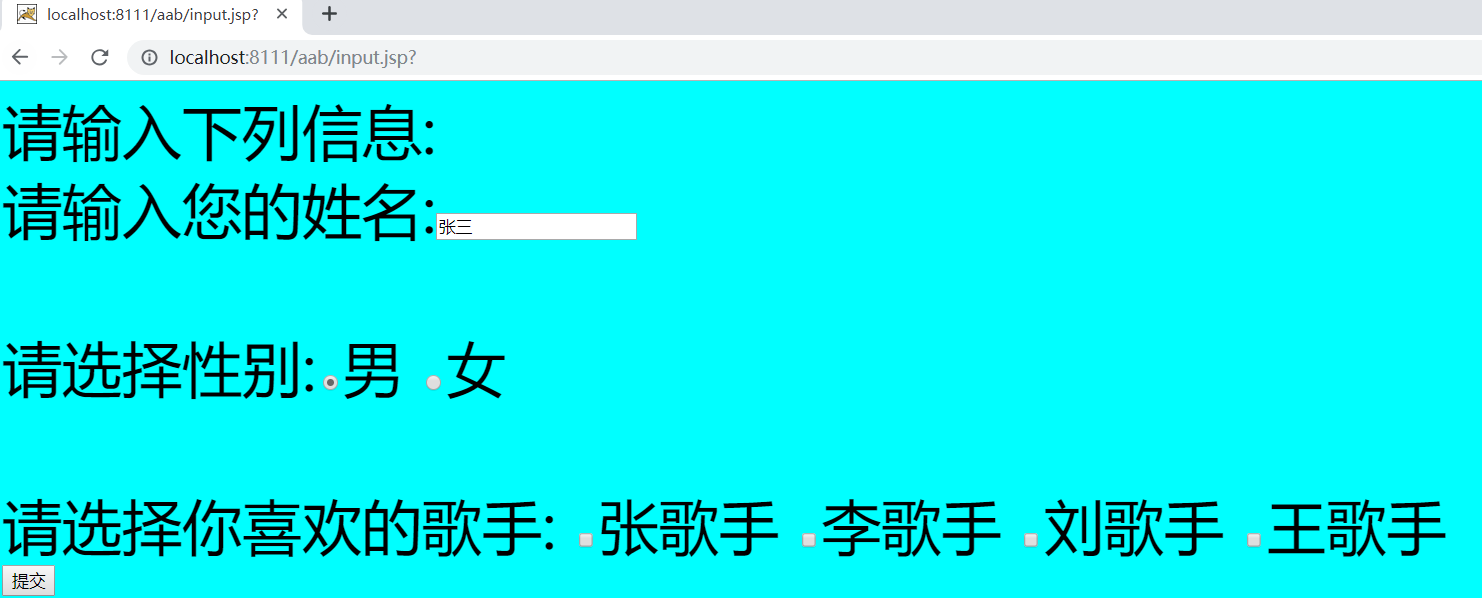 localhost:8111/aab/input.jsp?
localhost:8111/aab/input.jsp?
请输入下列信息:
请输入您的姓名:张三
请选择性别:男 女
请选择你喜欢的歌手: 张歌手 李歌手 刘歌手 王歌手
提交